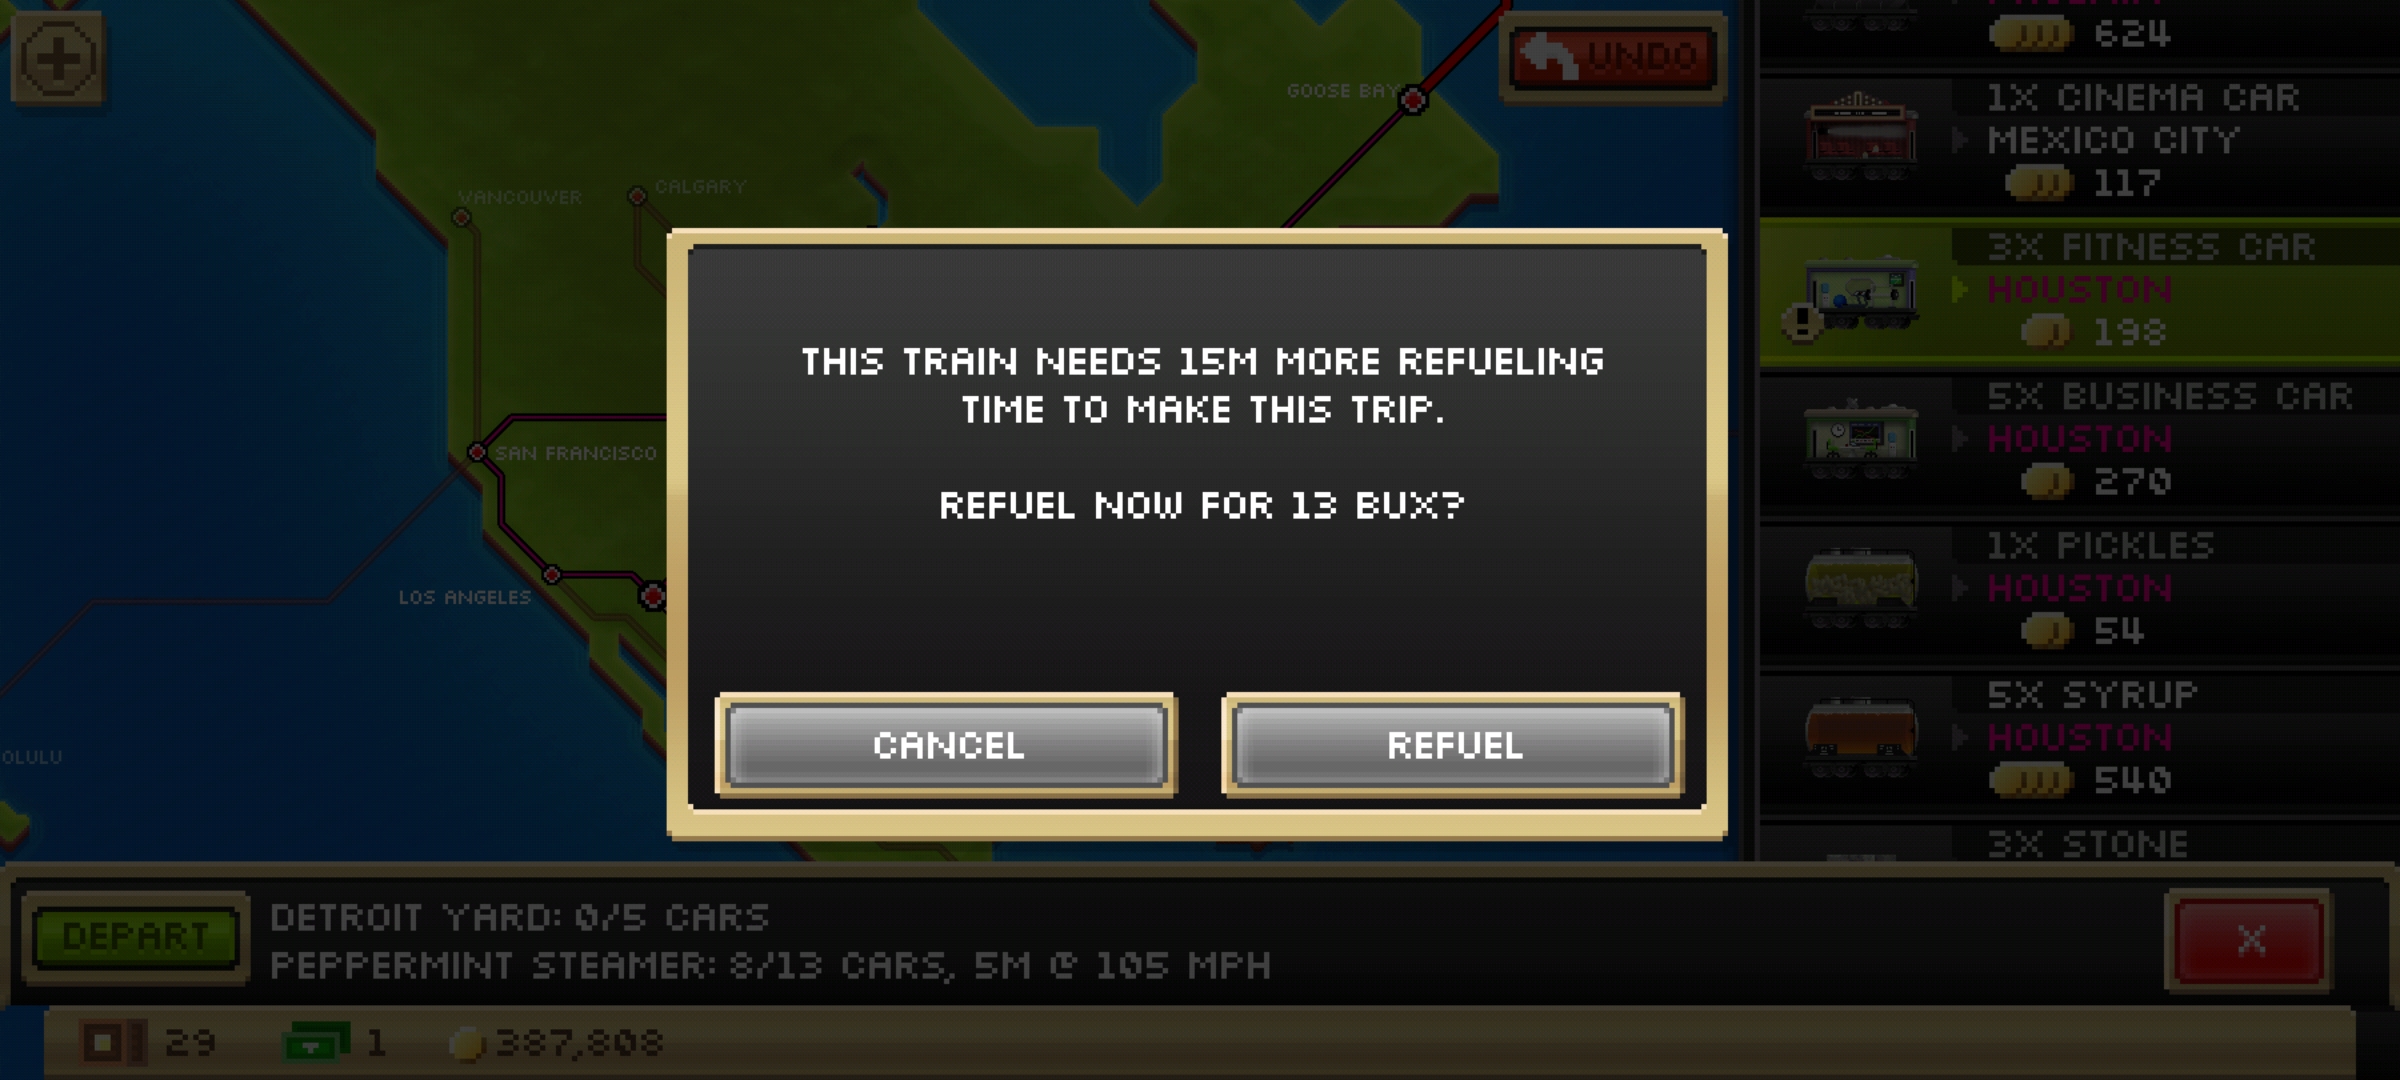 UNDO
GOOSE BAY
VANCOUVER
CALGARY
SAN FRANCISCO
LOS ANGELES
OLULU
THIS TRAIN NEEDS 15M MORE REFUELING
TIME TO MAKE THIS TRIP.
REFUEL NOW FOR 13 BUX?
CANCEL
REFUEL
624
1X CINEMA CAR
MEXICO CITY
117
3X FITNESS CAR
HOUSTON
198
5X BUSINESS CAR
HOUSTON
270
1X PICKLES
HOUSTON
54
5X SYRUP
HOUSTON
540
3X STONE
DEPART
DETROIT YARD: 0/5 CARS
PEPPERMINT STEAMER: 8/13 CARS, 5M @ 105 MPH
X
29
1
387,808